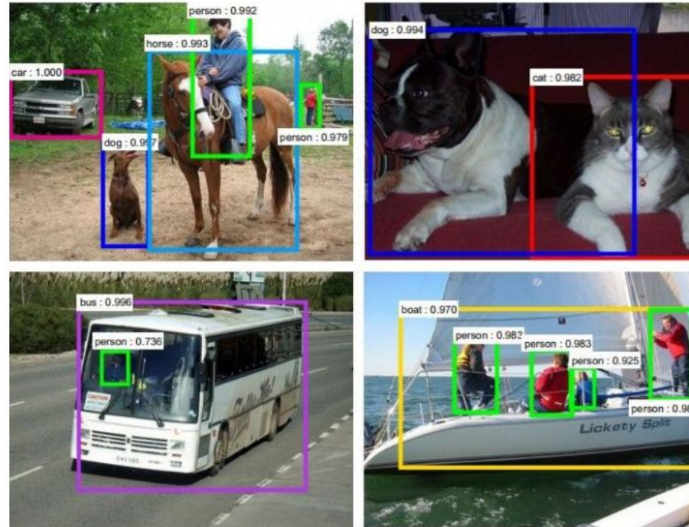 person : 0.992
horse : 0.993
car : 1.000
person : 0.979
dog : 0.997
dog : 0.994
cat : 0.982
bus : 0.996
person : 0.736
boat : 0.970
person : 0.983
person : 0.983
person : 0.925
Lickety Split